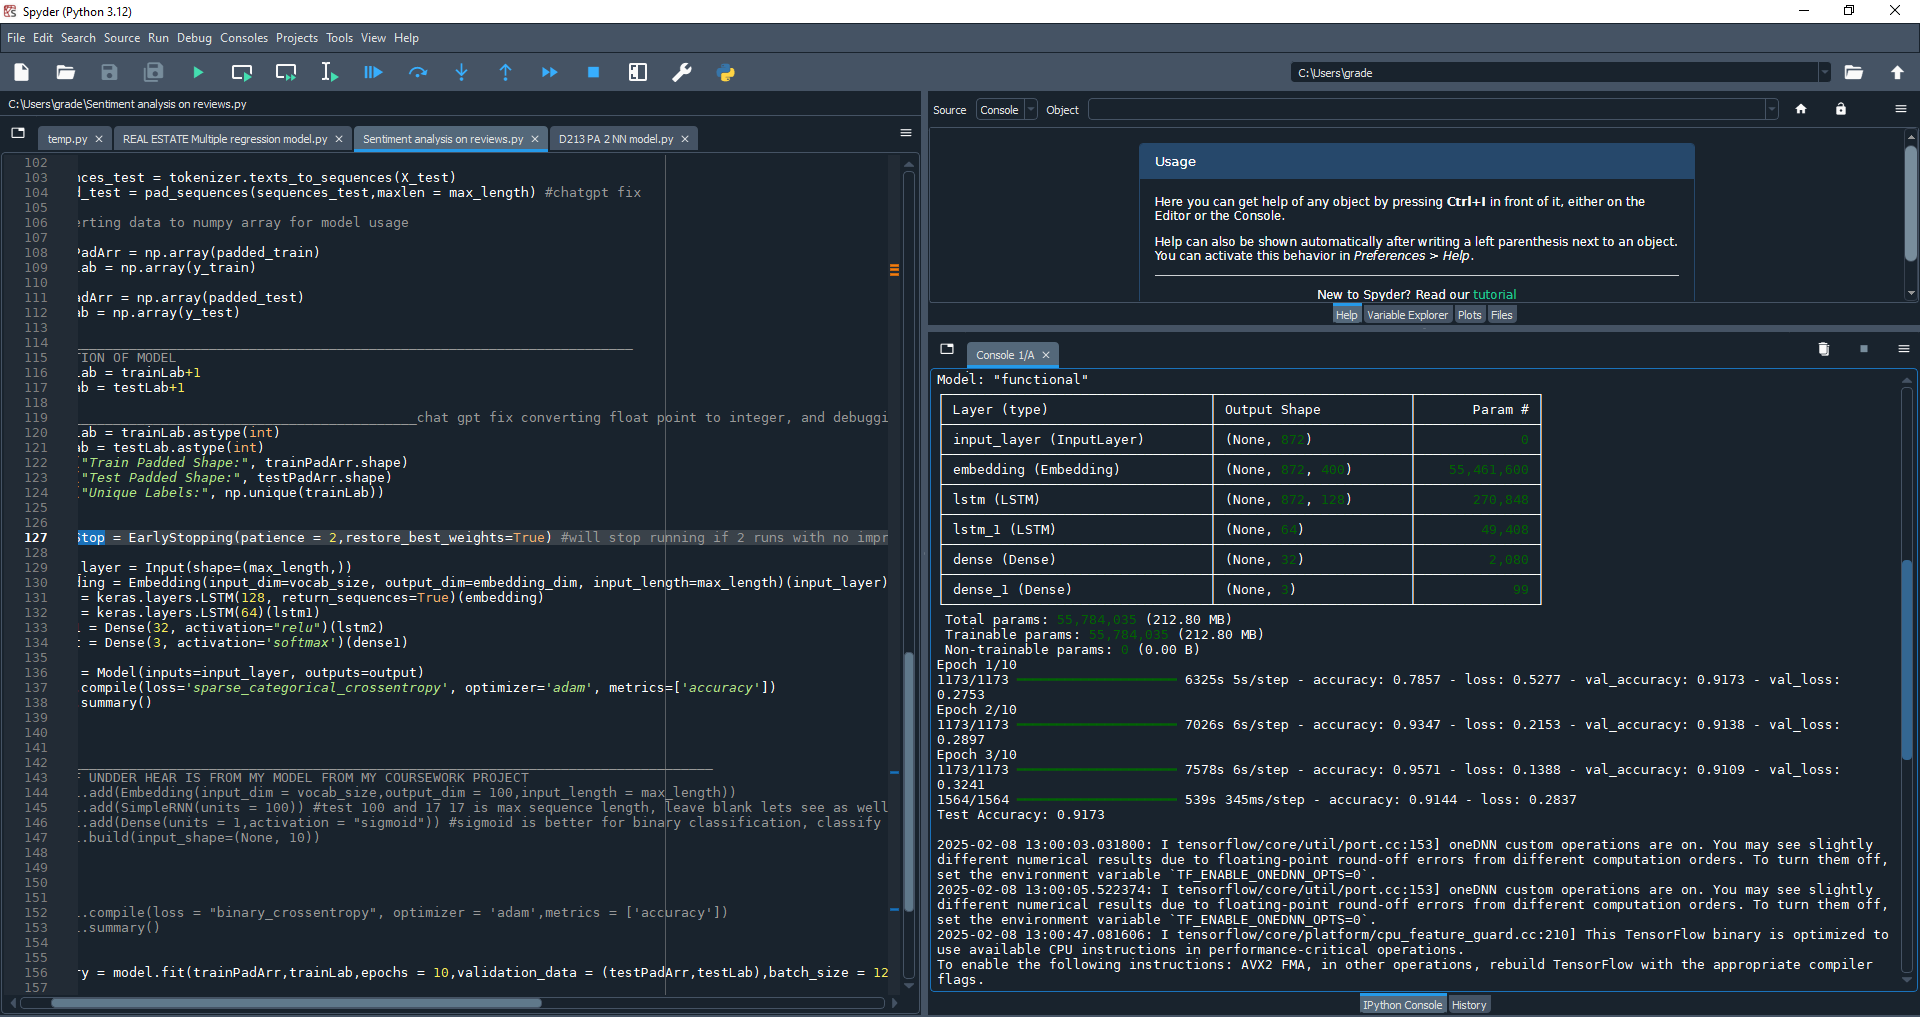 Spyder (Python 3.12)
File Edit Search Source Run Debug Consoles Projects Tools View Help
C:\Users\grade
C:\Users\grade\Sentiment analysis on reviews.py
temp.py REAL ESTATE Multiple regression model.py Sentiment analysis on reviews.py D213 PA 2 NN model.py
102
103 nces_test = tokenizer.texts_to_sequences(X_test)
104 d_test = pad_sequences(sequences_test,maxlen = max_length) #chatgpt fix
105
106 erting data to numpy array for model usage
107
108 PadArr = np.array(padded_train)
109 Lab = np.array(y_train)
110
111 adArr = np.array(padded_test)
112 ab = np.array(y_test)
113
114
115 TION OF MODEL
116 Lab = trainLab+1
117 ab = testLab+1
118
119 chat gpt fix converting float point to integer, and debuggi
120 Lab = trainLab.astype(int)
121 ab = testLab.astype(int)
122 "Train Padded Shape:", trainPadArr.shape)
123 "Test Padded Shape:", testPadArr.shape)
124 "Unique Labels:", np.unique(trainLab))
125
126
127 Stop = EarlyStopping(patience = 2,restore_best_weights=True) #will stop running if 2 runs with no impr
128
129 _layer = Input(shape=(max_length,))
130 ding = Embedding(input_dim=vocab_size, output_dim=embedding_dim, input_length=max_length)(input_layer)
131 = keras.layers.LSTM(128, return_sequences=True)(embedding)
132 = keras.layers.LSTM(64)(lstm1)
133 = Dense(32, activation="relu")(lstm2)
134 = Dense(3, activation='softmax')(dense1)
135
136 = Model(inputs=input_layer, outputs=output)
137 compile(loss='sparse_categorical_crossentropy', optimizer='adam', metrics=['accuracy'])
138 summary()
139
140
141
142
143 F UNDDER HEAR IS FROM MY MODEL FROM MY COURSEWORK PROJECT
144 .add(Embedding(input_dim = vocab_size,output_dim = 100,input_length = max_length))
145 .add(SimpleRNN(units = 100)) #test 100 and 17 17 is max sequence length, leave blank lets see as well
146 .add(Dense(units = 1,activation = "sigmoid")) #sigmoid is better for binary classification, classify
147 .build(input_shape=(None, 10))
148
149
150
151
152 .compile(loss = "binary_crossentropy", optimizer = 'adam',metrics = ['accuracy'])
153 .summary()
154
155
156 ry = model.fit(trainPadArr,trainLab,epochs = 10,validation_data = (testPadArr,testLab),batch_size = 12
157
Source Console Object
Usage
Here you can get help of any object by pressing Ctrl+I in front of it, either on the
Editor or the Console.
Help can also be shown automatically after writing a left parenthesis next to an object.
You can activate this behavior in Preferences > Help.
New to Spyder? Read our tutorial
Help Variable Explorer Plots Files
Console 1/A
Model: "functional"
Layer (type) Output Shape Param #
input_layer (InputLayer) (None, 872) 0
embedding (Embedding) (None, 872, 400) 55,461,600
lstm (LSTM) (None, 872, 128) 270,848
lstm_1 (LSTM) (None, 64) 49,408
dense (Dense) (None, 32) 2,080
dense_1 (Dense) (None, 3) 99
Total params: 55,784,035 (212.80 MB)
Trainable params: 55,784,035 (212.80 MB)
Non-trainable params: 0 (0.00 B)
Epoch 1/10
1173/1173 6325s 5s/step - accuracy: 0.7857 - loss: 0.5277 - val_accuracy: 0.9173 - val_loss:
0.2753
Epoch 2/10
1173/1173 7026s 6s/step - accuracy: 0.9347 - loss: 0.2153 - val_accuracy: 0.9138 - val_loss:
0.2897
Epoch 3/10
1173/1173 7578s 6s/step - accuracy: 0.9571 - loss: 0.1388 - val_accuracy: 0.9109 - val_loss:
0.3241
1564/1564 539s 345ms/step - accuracy: 0.9144 - loss: 0.2837
Test Accuracy: 0.9173
2025-02-08 13:00:03.031800: I tensorflow/core/util/port.cc:153] oneDNN custom operations are on. You may see slightly
different numerical results due to floating-point round-off errors from different computation orders. To turn them off,
set the environment variable `TF_ENABLE_ONEDNN_OPTS=0`.
2025-02-08 13:00:05.522374: I tensorflow/core/util/port.cc:153] oneDNN custom operations are on. You may see slightly
different numerical results due to floating-point round-off errors from different computation orders. To turn them off,
set the environment variable `TF_ENABLE_ONEDNN_OPTS=0`.
2025-02-08 13:00:47.081606: I tensorflow/core/platform/cpu_feature_guard.cc:210] This TensorFlow binary is optimized to
use available CPU instructions in performance-critical operations.
To enable the following instructions: AVX2 FMA, in other operations, rebuild TensorFlow with the appropriate compiler
flags.
IPython Console History